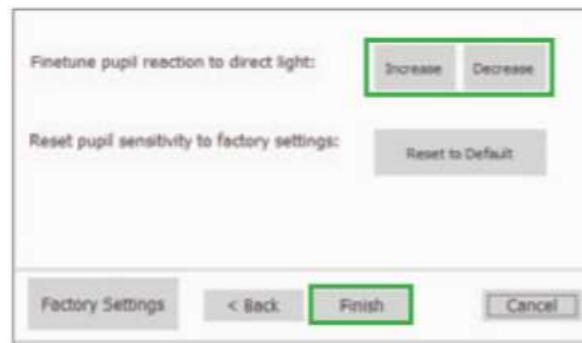 Finetune pupil reaction to direct light: Increase Decrease
Reset pupil sensitivity to factory settings: Reset to Default
Factory Settings < Back Finish Cancel